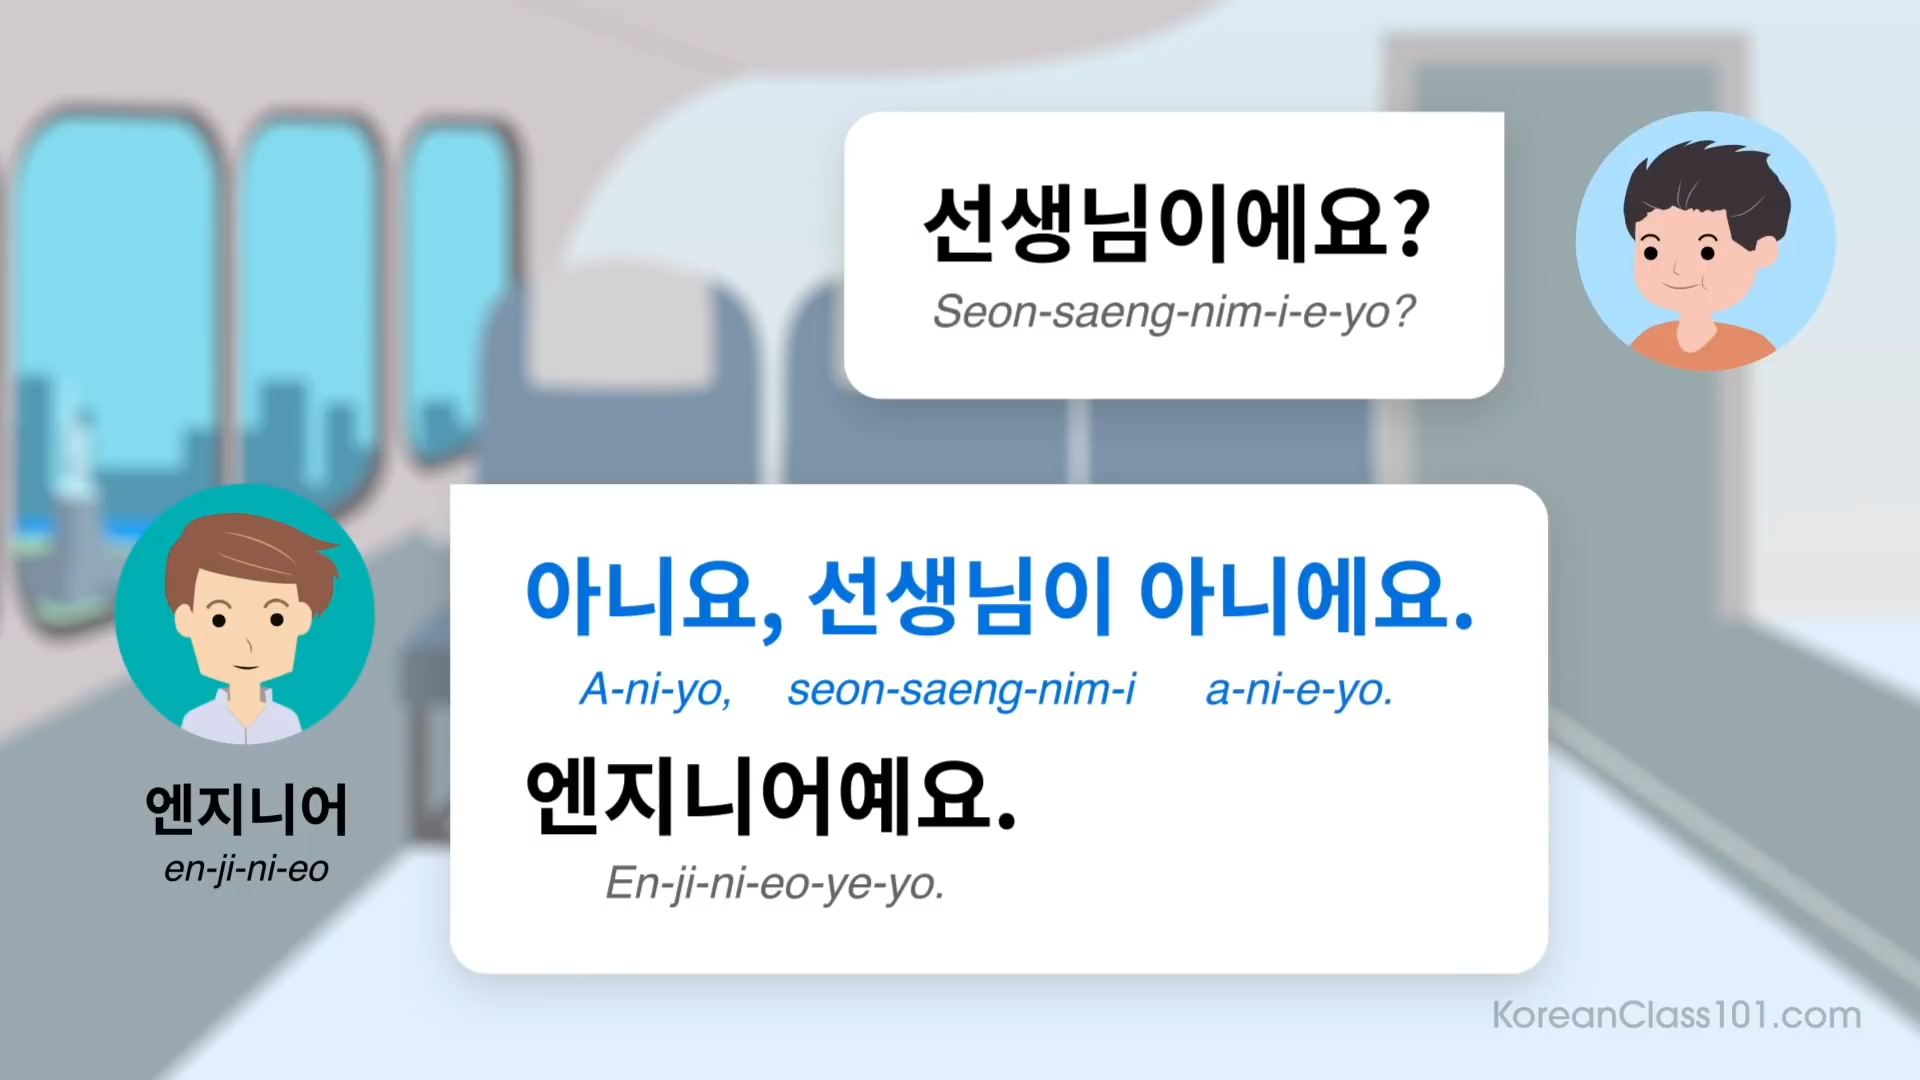 선생님이에요?
Seon-saeng-nim-i-e-yo?
아니요, 선생님이 아니에요.
A-ni-yo, seon-saeng-nim-i a-ni-e-yo.
엔지니어예요.
En-ji-ni-eo-ye-yo.
엔지니어
en-ji-ni-eo
KoreanClass101.com